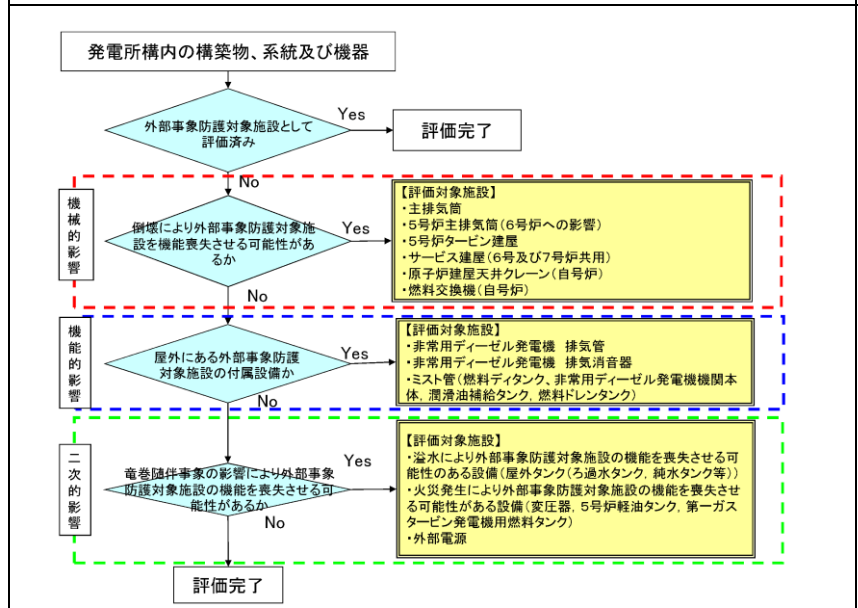 発電所構内の構築物、系統及び機器
外部事象防護対象施設として
評価済み
Yes
評価完了
No
機械的影響
倒壊により外部事象防護対象施
設を機能喪失させる可能性があ
るか
Yes
【評価対象施設】
・主排気筒
・5号炉主排気筒(6号炉への影響)
・5号炉タービン建屋
・サービス建屋(6号及び7号炉共用)
・原子炉建屋天井クレーン(自号炉)
・燃料交換機(自号炉)
No
機能的影響
屋外にある外部事象防護
対象施設の付属設備か
Yes
【評価対象施設】
・非常用ディーゼル発電機 排気管
・非常用ディーゼル発電機 排気消音器
・ミスト管(燃料ディタンク、非常用ディーゼル発電機機関本
体, 潤滑油補給タンク, 燃料ドレンタンク)
No
二次的影響
竜巻随伴事象の影響により外部事象
防護対象施設の機能を喪失させる可
能性があるか
Yes
【評価対象施設】
・溢水により外部事象防護対象施設の機能を喪失させる可
能性のある設備(屋外タンク(ろ過水タンク, 純水タンク等))
・火災発生により外部事象防護対象施設の機能を喪失させ
る可能性がある設備(変圧器, 5号炉軽油タンク, 第一ガス
タービン発電機用燃料タンク)
・外部電源
No
評価完了